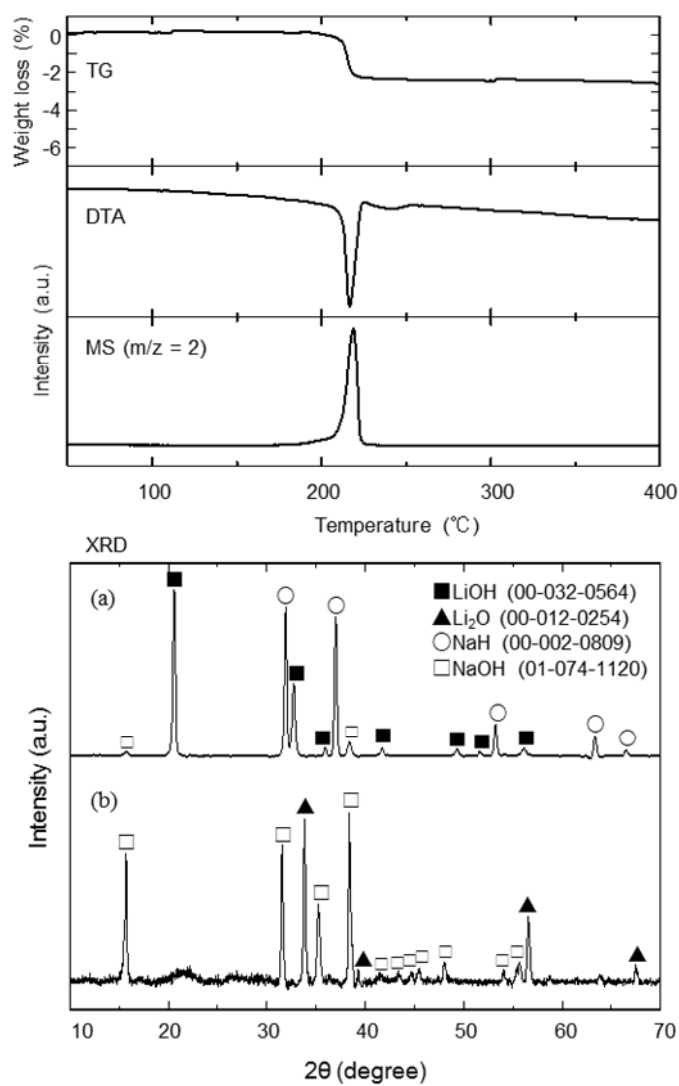 Weight loss (%)
0
-2
-4
-6
TG
DTA
Intensity (a.u.)
MS (m/z = 2)
100
200
300
400
Temperature (℃)
XRD
(a)
■LiOH (00-032-0564)
▲Li₂O (00-012-0254)
○NaH (00-002-0809)
□NaOH (01-074-1120)
Intensity (a.u.)
(b)
10
20
30
40
50
60
70
2θ (degree)